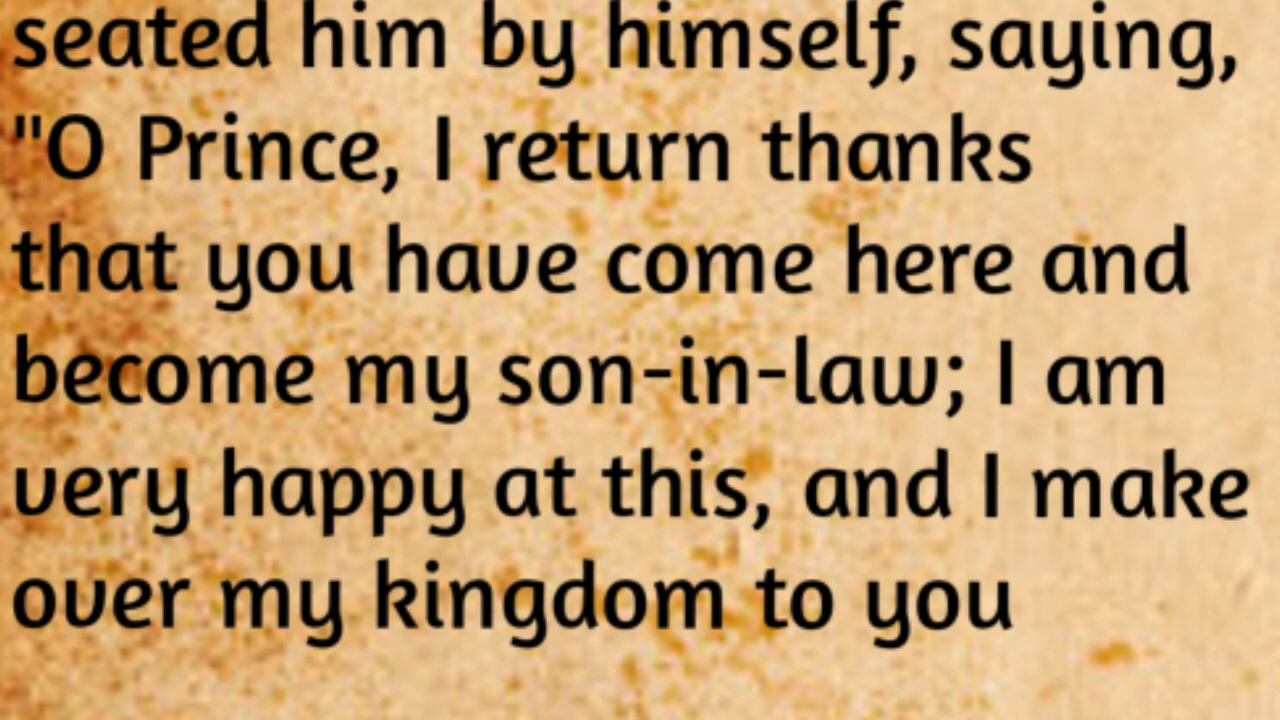 seated him by himself, saying,
"O Prince, I return thanks
that you have come here and
become my son-in-law; I am
very happy at this, and I make
over my kingdom to you